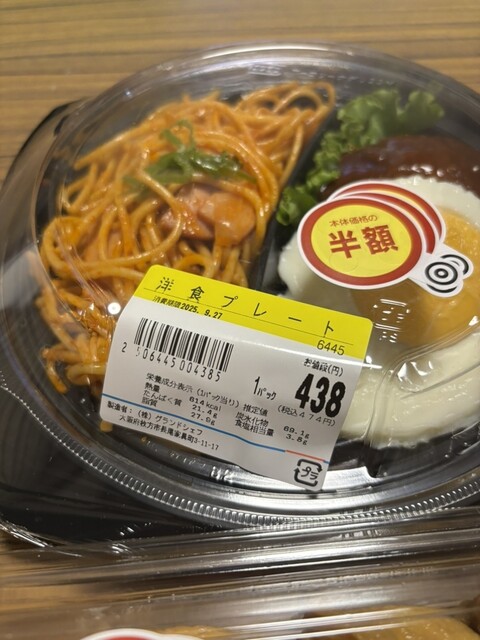 本体価格の
半額
洋食プレート
消費期限2025. 9.27
6445
2 506445 004385
1パック
お値段(円)
438
(税込474円)
栄養成分表示(1パック当り)推定値
熱量 614kcal 炭水化物 69.1g
たんぱく質 21.4g 食塩相当量 3.8g
脂質 27.9g
製造者：(株)グランドシェフ
大阪府枚方市長尾家具町3-11-17
プラ